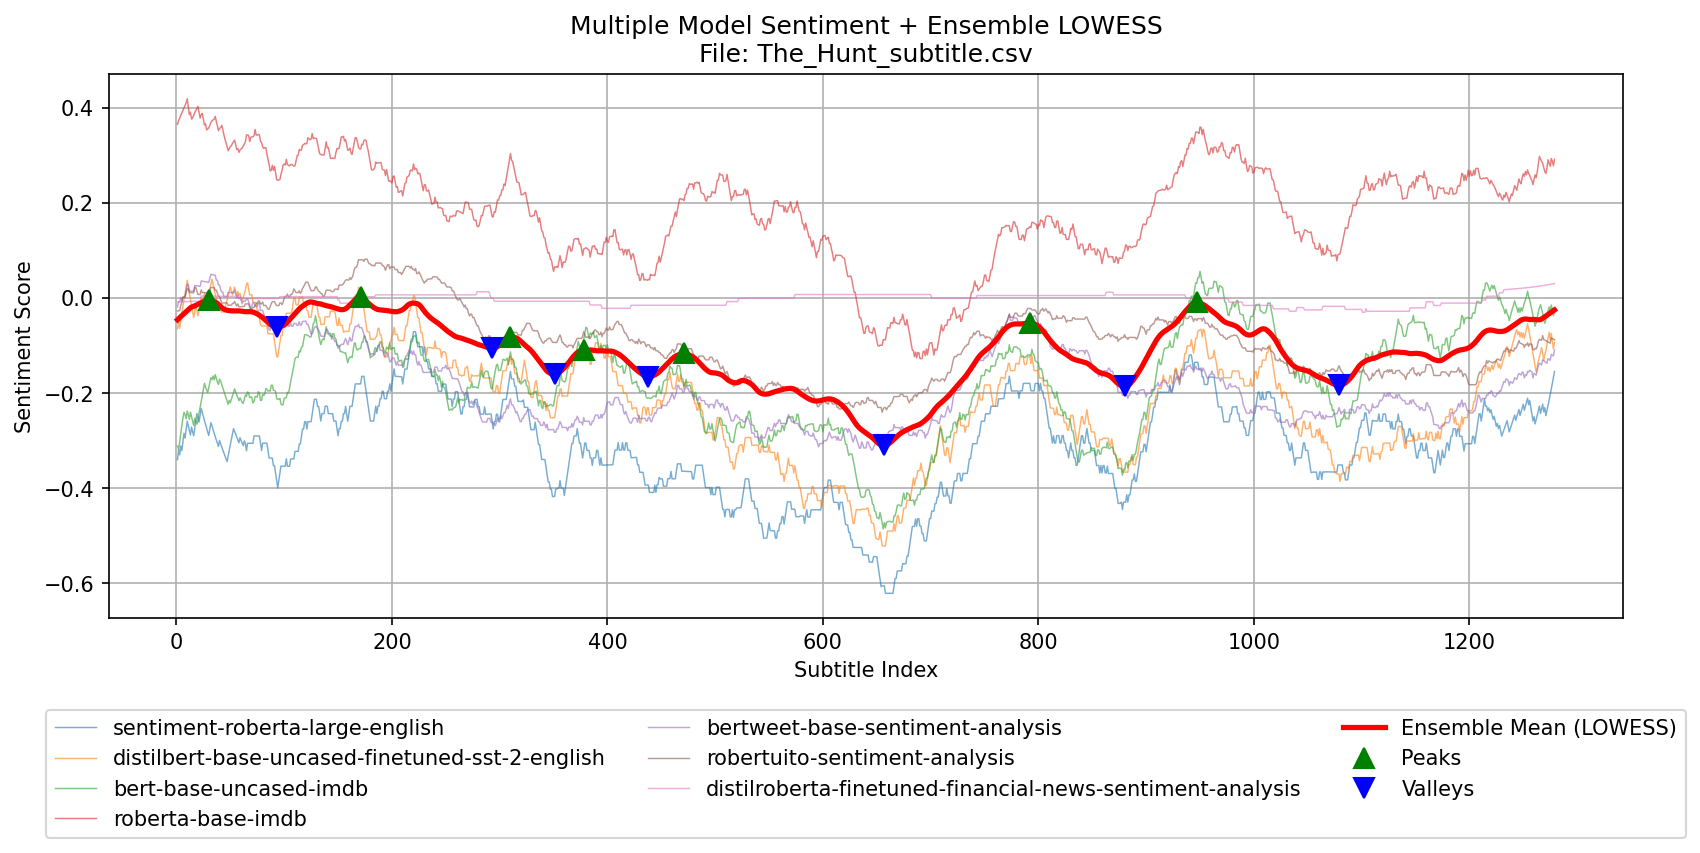 Multiple Model Sentiment + Ensemble LOWESS
File: The_Hunt_subtitle.csv
Sentiment Score
0.4
0.2
0.0
−0.2
−0.4
−0.6
0 200 400 600 800 1000 1200
Subtitle Index
sentiment-roberta-large-english
distilbert-base-uncased-finetuned-sst-2-english
bert-base-uncased-imdb
roberta-base-imdb
bertweet-base-sentiment-analysis
robertuito-sentiment-analysis
distilroberta-finetuned-financial-news-sentiment-analysis
Ensemble Mean (LOWESS)
Peaks
Valleys